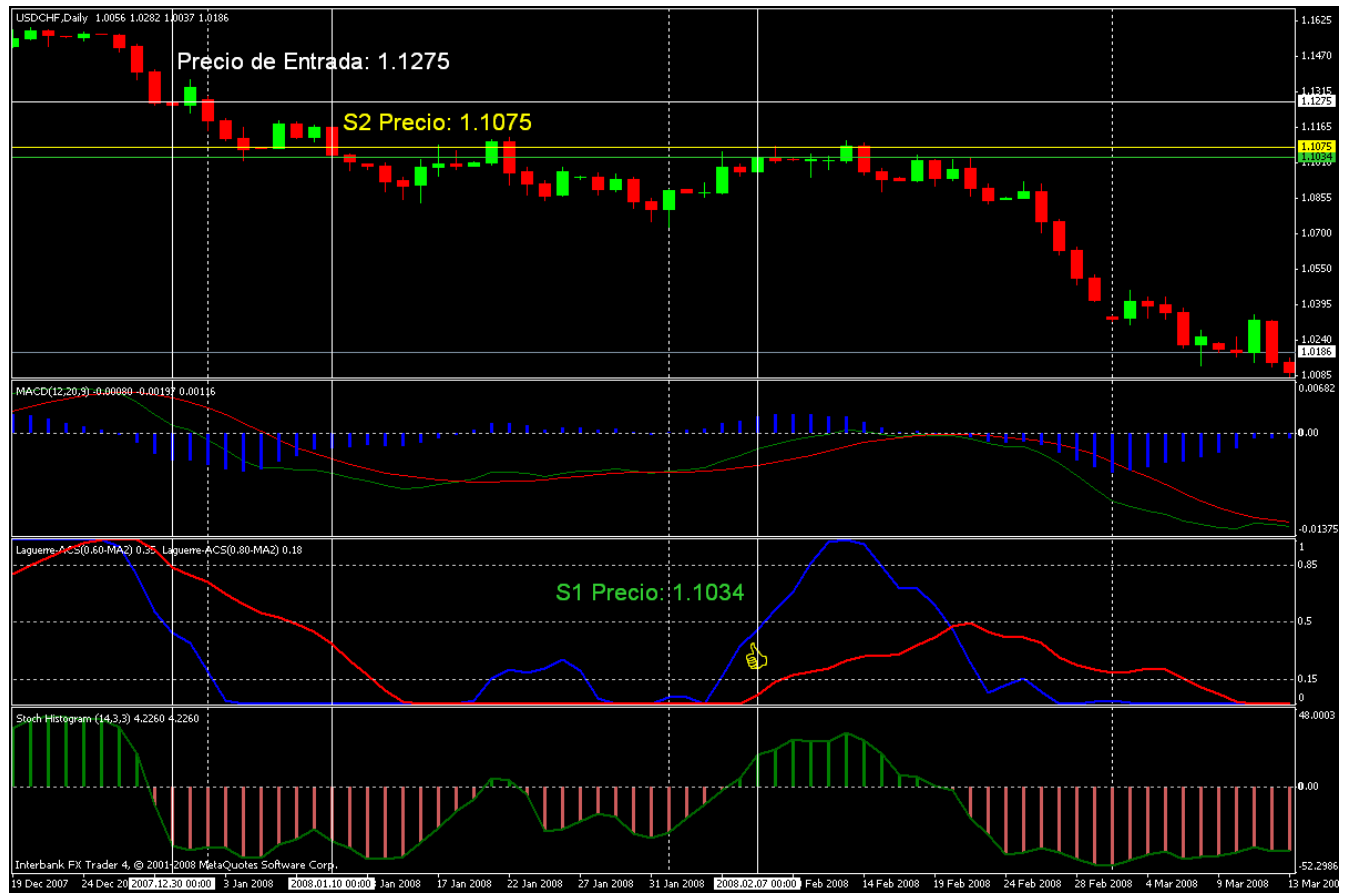 USDCHF,Daily 1.0056 1.0282 1.0037 1.0186
Precio de Entrada: 1.1275
S2 Precio: 1.1075
1.1625
1.1470
1.1315
1.1275
1.1165
1.1075
1.1034
1.1010
1.0855
1.0700
1.0550
1.0395
1.0240
1.0186
1.0085
MACD(12,20,9) -0.00080 -0.00197 0.00116
0.00682
0.00
-0.01375
Laguerre-ACS(0.60-MA2) 0.35 Laguerre-ACS(0.80-MA2) 0.18
S1 Precio: 1.1034
1
0.85
0.5
0.15
0
Stoch Histogram (14,3,3) 4.2260 4.2260
48.0003
0.00
-52.2986
Interbank FX Trader 4, © 2001-2008 MetaQuotes Software Corp.
19 Dec 2007 24 Dec 20 2007.12.30 00:00 3 Jan 2008 2008.01.10 00:00 Jan 2008 17 Jan 2008 22 Jan 2008 27 Jan 2008 31 Jan 2008 2008.02.07 00:00 Feb 2008 14 Feb 2008 19 Feb 2008 24 Feb 2008 28 Feb 2008 4 Mar 2008 9 Mar 2008 Mar 200